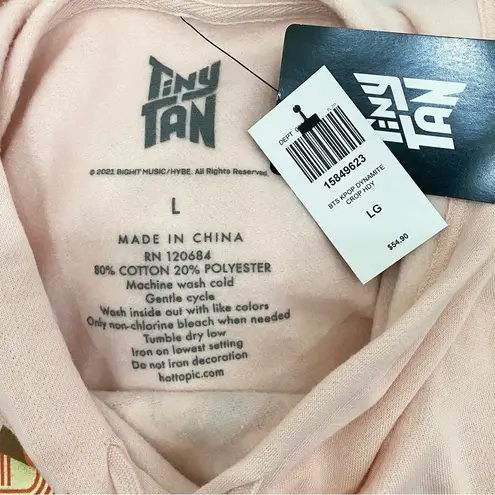 TiNY
TAN
© 2021 BIGHIT MUSIC/HYBE. All Rights Reserved.
L
MADE IN CHINA
RN 120684
80% COTTON 20% POLYESTER
Machine wash cold
Gentle cycle
Wash inside out with like colors
Only non-chlorine bleach when needed
Tumble dry low
Iron on lowest setting
Do not iron decoration
hottopic.com
DEPT
15849623
BTS KPOP DYNAMITE
CROP HDY
LG
$54.90
TiNY
TAN